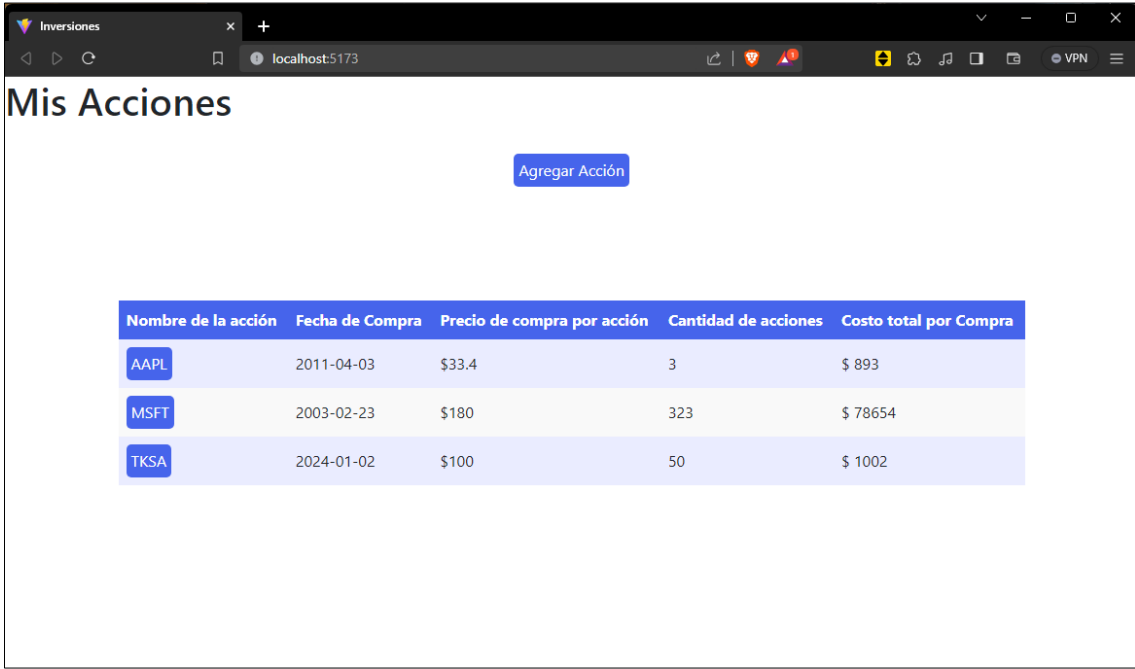 Inversiones
localhost:5173
1
VPN
Mis Acciones
Agregar Acción
Nombre de la acción Fecha de Compra Precio de compra por acción Cantidad de acciones Costo total por Compra
AAPL 2011-04-03 $33.4 3 $ 893
MSFT 2003-02-23 $180 323 $ 78654
TKSA 2024-01-02 $100 50 $ 1002